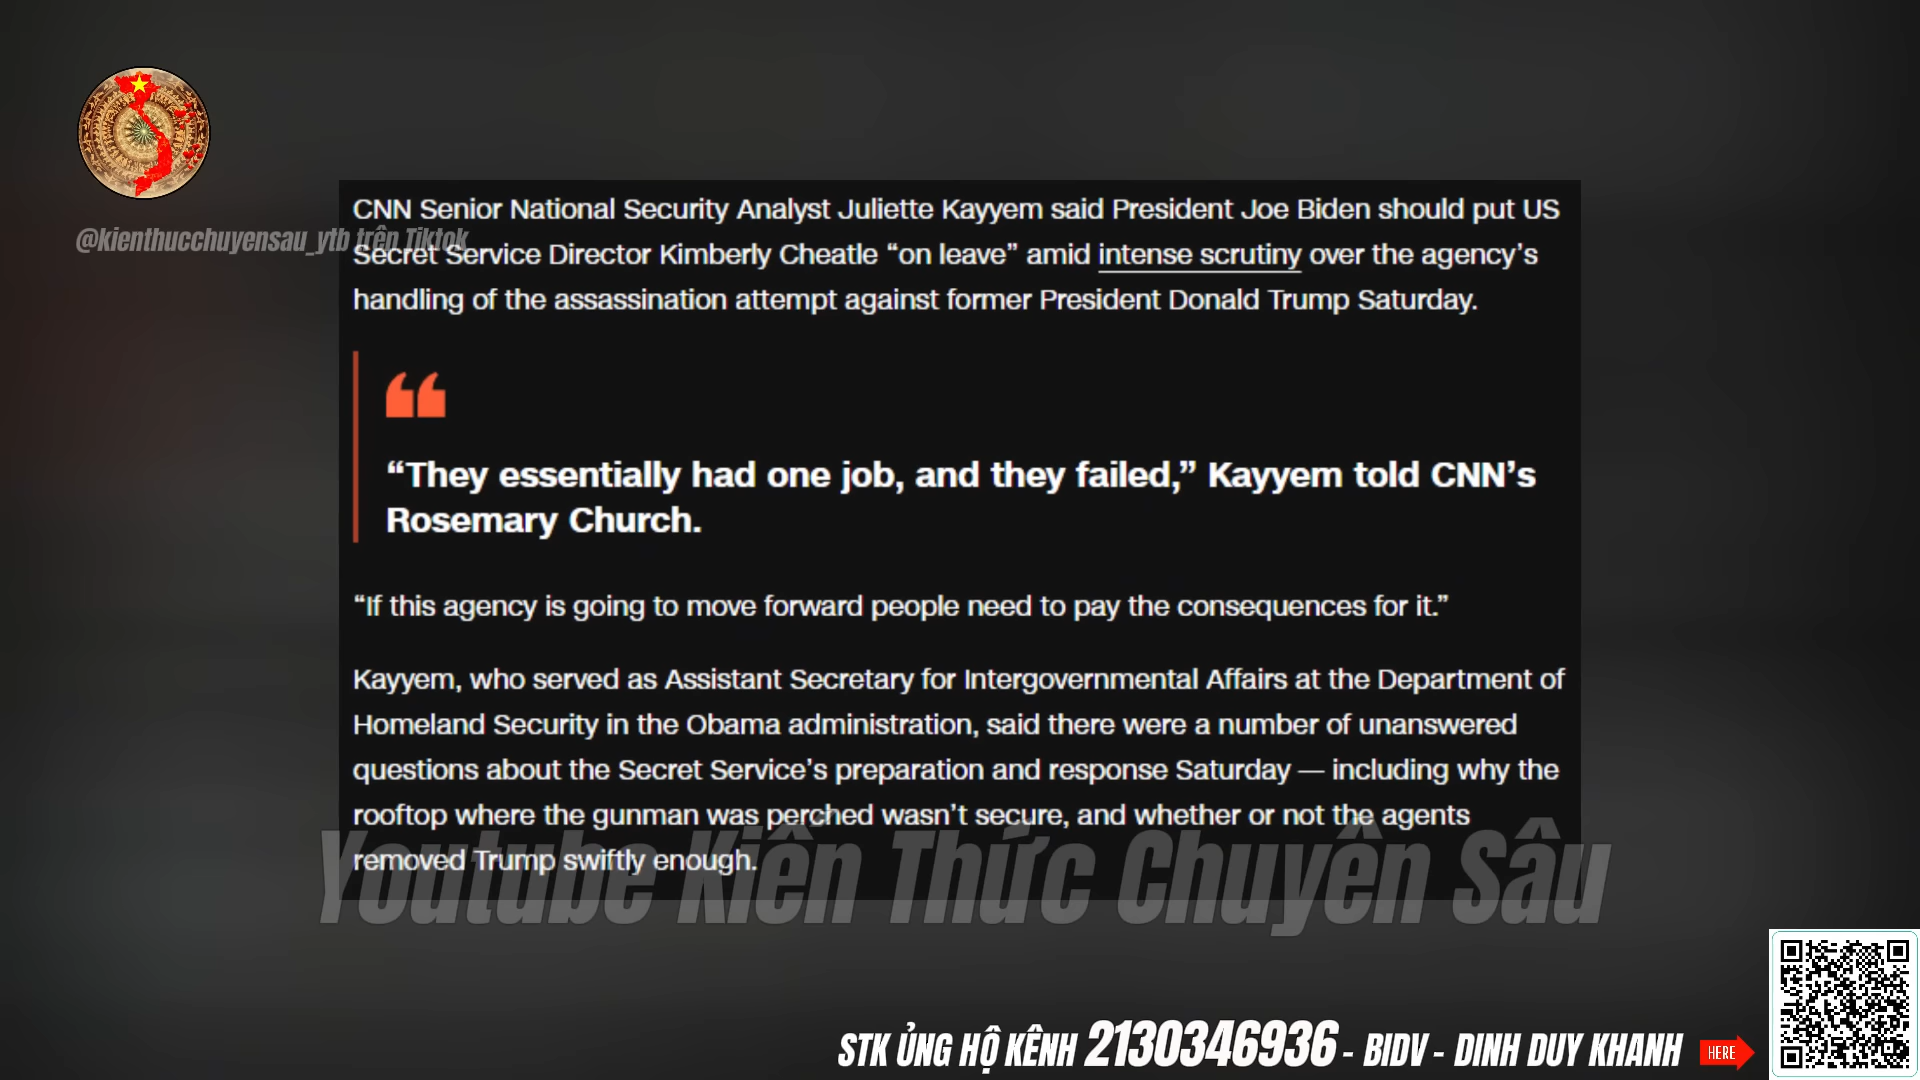 @kienthucchuyensau_ytb trên Tiktok
CNN Senior National Security Analyst Juliette Kayyem said President Joe Biden should put US
Secret Service Director Kimberly Cheatle “on leave” amid intense scrutiny over the agency’s
handling of the assassination attempt against former President Donald Trump Saturday.
“They essentially had one job, and they failed,” Kayyem told CNN’s
Rosemary Church.
“If this agency is going to move forward people need to pay the consequences for it.”
Kayyem, who served as Assistant Secretary for Intergovernmental Affairs at the Department of
Homeland Security in the Obama administration, said there were a number of unanswered
questions about the Secret Service’s preparation and response Saturday — including why the
rooftop where the gunman was perched wasn’t secure, and whether or not the agents
removed Trump swiftly enough.
Youtube Kiến Thức Chuyên Sâu
STK ỦNG HỘ KÊNH 2130346936 - BIDV - DINH DUY KHANH
HERE